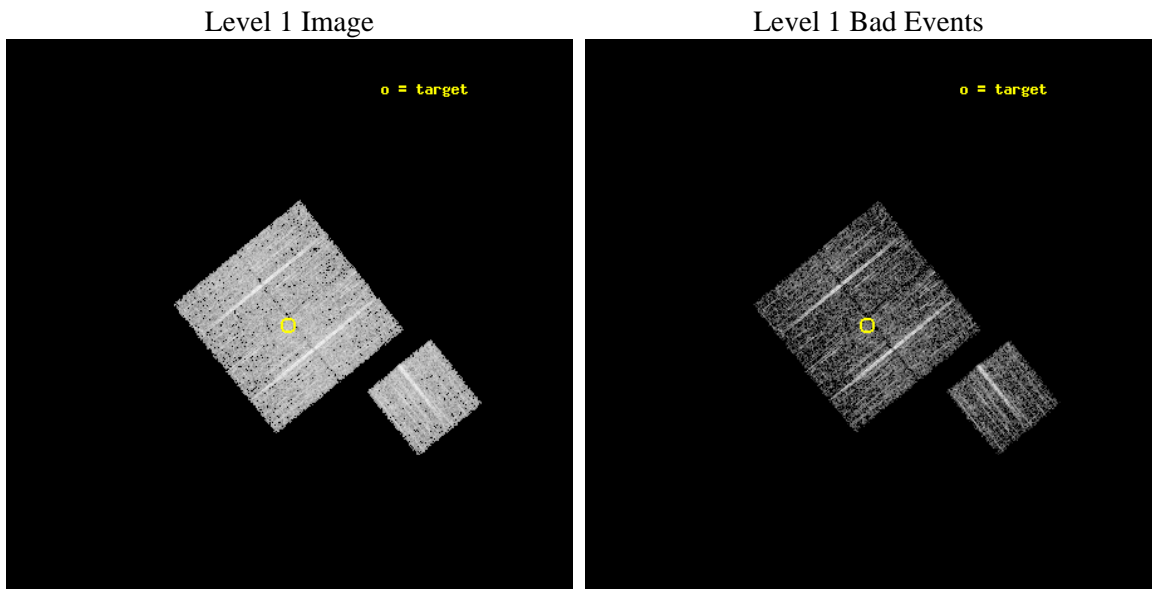 Level 1 Image
Level 1 Bad Events
o = target
o = target